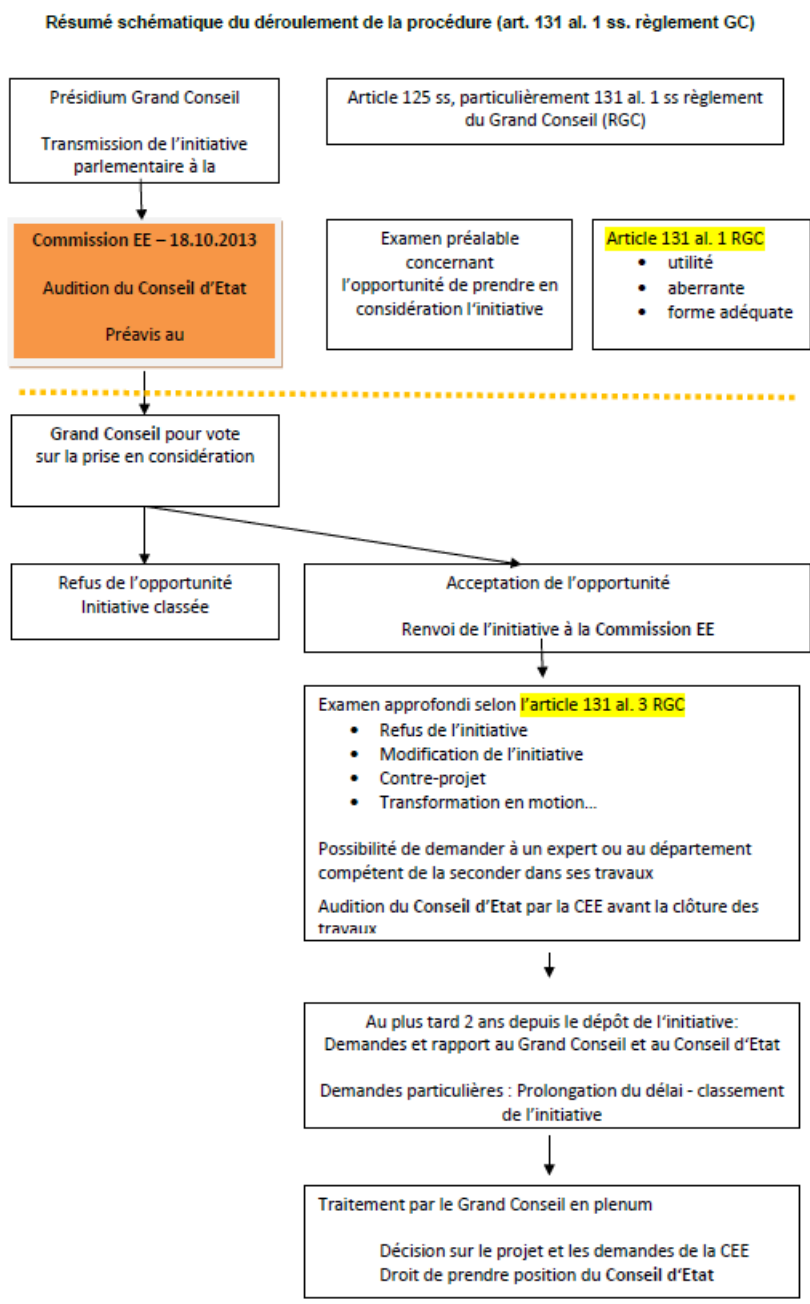 Résumé schématique du déroulement de la procédure (art. 131 al. 1 ss. règlement GC)
Présidium Grand Conseil
Transmission de l'initiative
parlementaire à la
Article 125 ss, particulièrement 131 al. 1 ss règlement
du Grand Conseil (RGC)
Commission EE – 18.10.2013
Audition du Conseil d'Etat
Préavis au
Examen préalable
concernant
l'opportunité de prendre en
considération l'initiative
Article 131 al. 1 RGC
• utilité
• aberrante
• forme adéquate
Grand Conseil pour vote
sur la prise en considération
Refus de l'opportunité
Initiative classée
Acceptation de l'opportunité
Renvoi de l'initiative à la Commission EE
Examen approfondi selon l'article 131 al. 3 RGC
• Refus de l'initiative
• Modification de l'initiative
• Contre-projet
• Transformation en motion…
Possibilité de demander à un expert ou au département
compétent de la seconder dans ses travaux
Audition du Conseil d'Etat par la CEE avant la clôture des
travaux
Au plus tard 2 ans depuis le dépôt de l'initiative:
Demandes et rapport au Grand Conseil et au Conseil d'Etat
Demandes particulières : Prolongation du délai - classement
de l'initiative
Traitement par le Grand Conseil en plenum
Décision sur le projet et les demandes de la CEE
Droit de prendre position du Conseil d'Etat